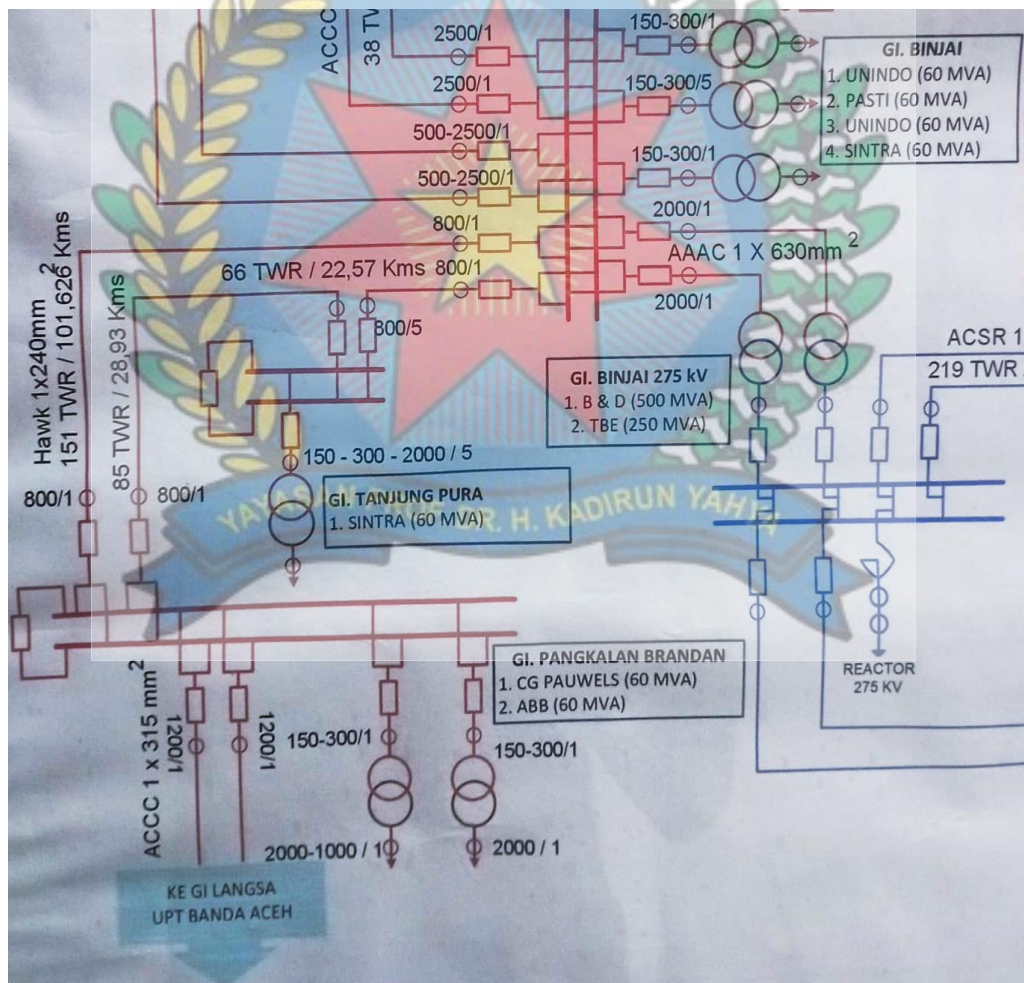 ACCC
38 TW
2500/1
2500/1
500-2500/1
500-2500/1
800/1
66 TWR / 22,57 Kms
800/1
800/5
150-300/1
150-300/5
150-300/1
2000/1
AAAC 1 X 630mm 2
2000/1
GI. BINJAI
1. UNINDO (60 MVA)
2. PASTI (60 MVA)
3. UNINDO (60 MVA)
4. SINTRA (60 MVA)
Hawk 1x240mm 2
151 TWR / 101,626 Kms
85 TWR / 28,93 Kms
GI. BINJAI 275 kV
1. B & D (500 MVA)
2. TBE (250 MVA)
ACSR 1
219 TWR
150 - 300 - 2000 / 5
800/1
800/1
GI. TANJUNG PURA
1. SINTRA (60 MVA)
YAYASAN
DR. H. KADIRUN YAHYA
GI. PANGKALAN BRANDAN
1. CG PAUWELS (60 MVA)
2. ABB (60 MVA)
REACTOR
275 KV
ACCC 1 x 315 mm 2
1200/1
1200/1
150-300/1
150-300/1
2000-1000 / 1
2000 / 1
KE GI LANGSA
UPT BANDA ACEH